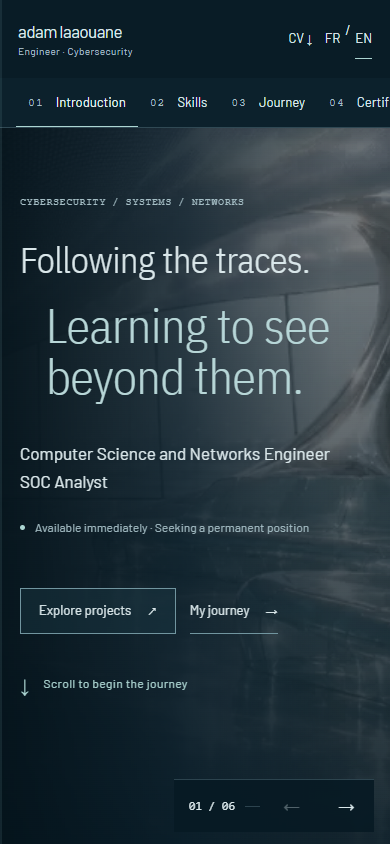 adam laaouane
Engineer · Cybersecurity
CV↓ FR / EN
01 Introduction 02 Skills 03 Journey 04 Certif
CYBERSECURITY / SYSTEMS / NETWORKS
Following the traces.
Learning to see
beyond them.
Computer Science and Networks Engineer
SOC Analyst
• Available immediately · Seeking a permanent position
Explore projects ↗ My journey →
↓ Scroll to begin the journey
01 / 06 — ← →